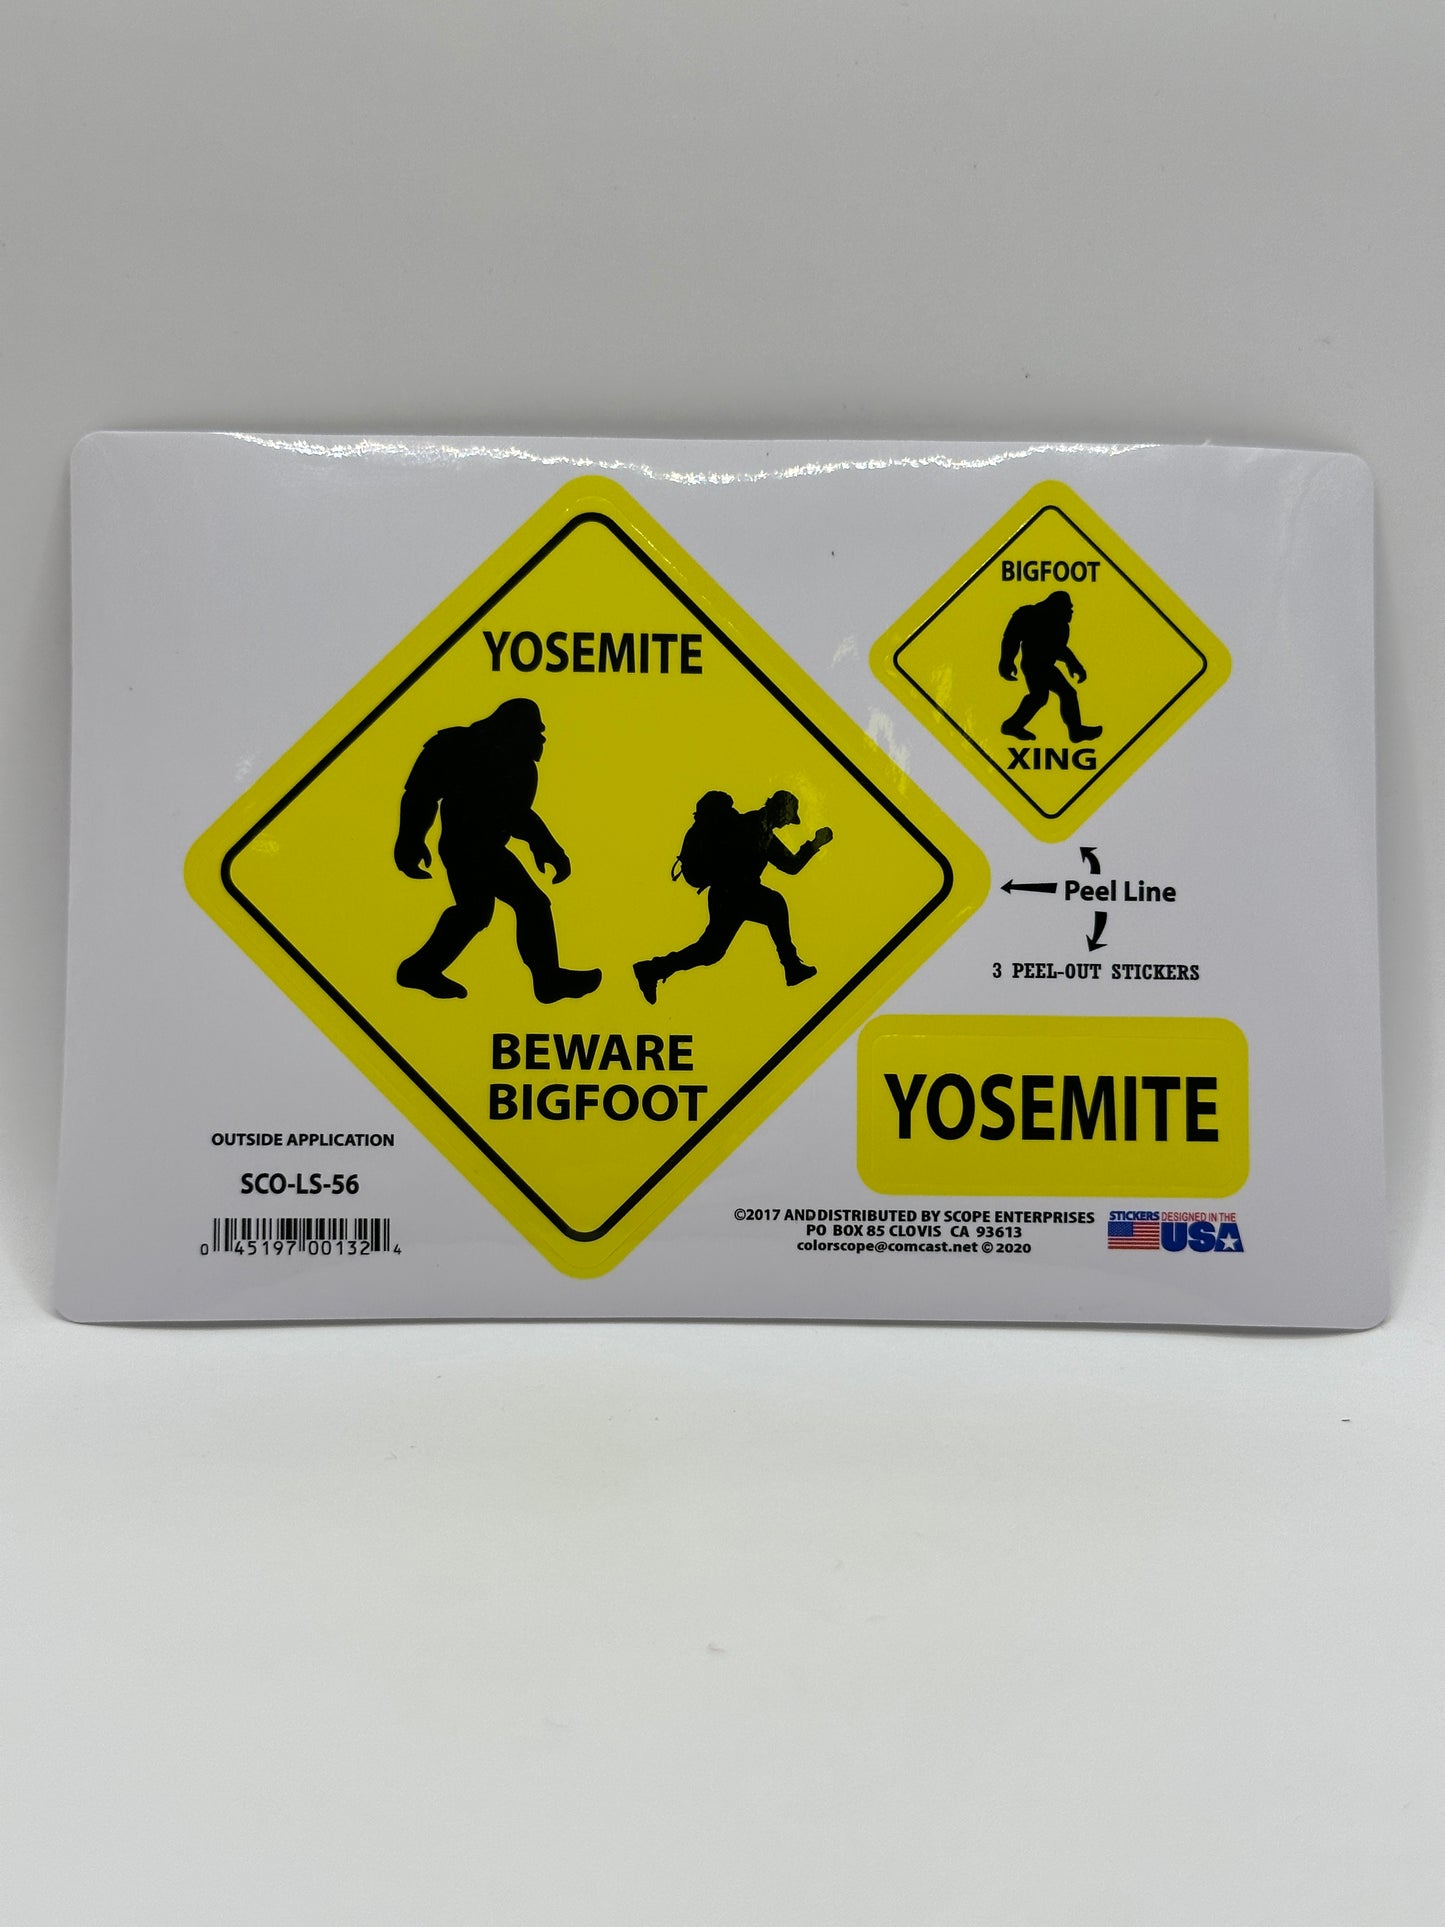 YOSEMITE
BEWARE
BIGFOOT
BIGFOOT
XING
Peel Line
3 PEEL-OUT STICKERS
YOSEMITE
OUTSIDE APPLICATION
SCO-LS-56
0 45197 00132 4
©2017 AND DISTRIBUTED BY SCOPE ENTERPRISES
PO BOX 85 CLOVIS CA 93613
colorscope@comcast.net © 2020
STICKERS DESIGNED IN THE
USA